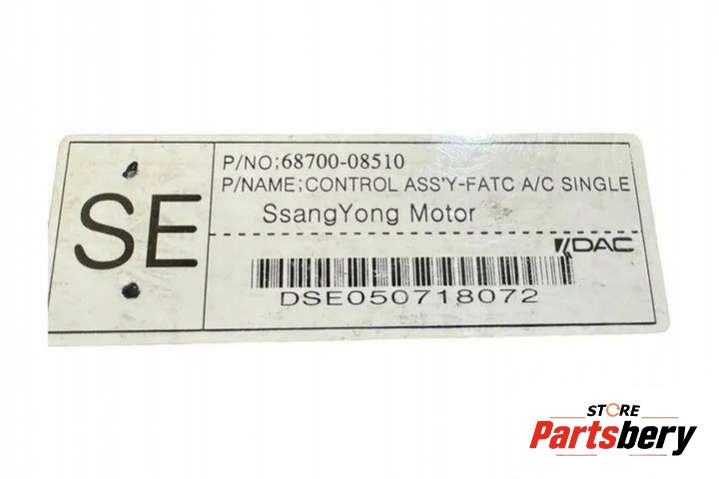 SE
P/NO;68700-08510
P/NAME;CONTROL ASS'Y-FATC A/C SINGLE
SsangYong Motor
DAC
DSE050718072
STORE
Partsbery